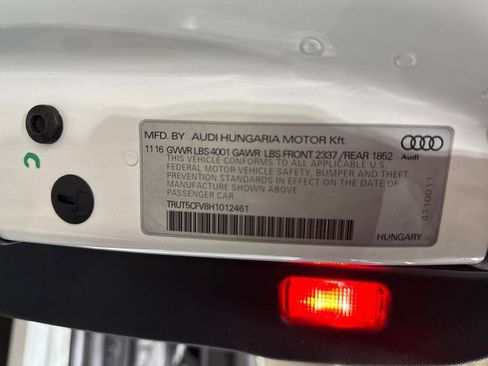 MFD. BY AUDI HUNGARIA MOTOR Kft.
11 16 GVWR LBS 4001 GAWR LBS FRONT 2337 /REAR 1852
THIS VEHICLE CONFORMS TO ALL APPLICABLE U.S.
FEDERAL MOTOR VEHICLE SAFETY, BUMPER AND THEFT
PREVENTION STANDARDS IN EFFECT ON THE DATE OF
MANUFACTURE SHOWN ABOVE
PASSENGER CAR
TRUT5CFV8H1012461
Audi
4710011
HUNGARY